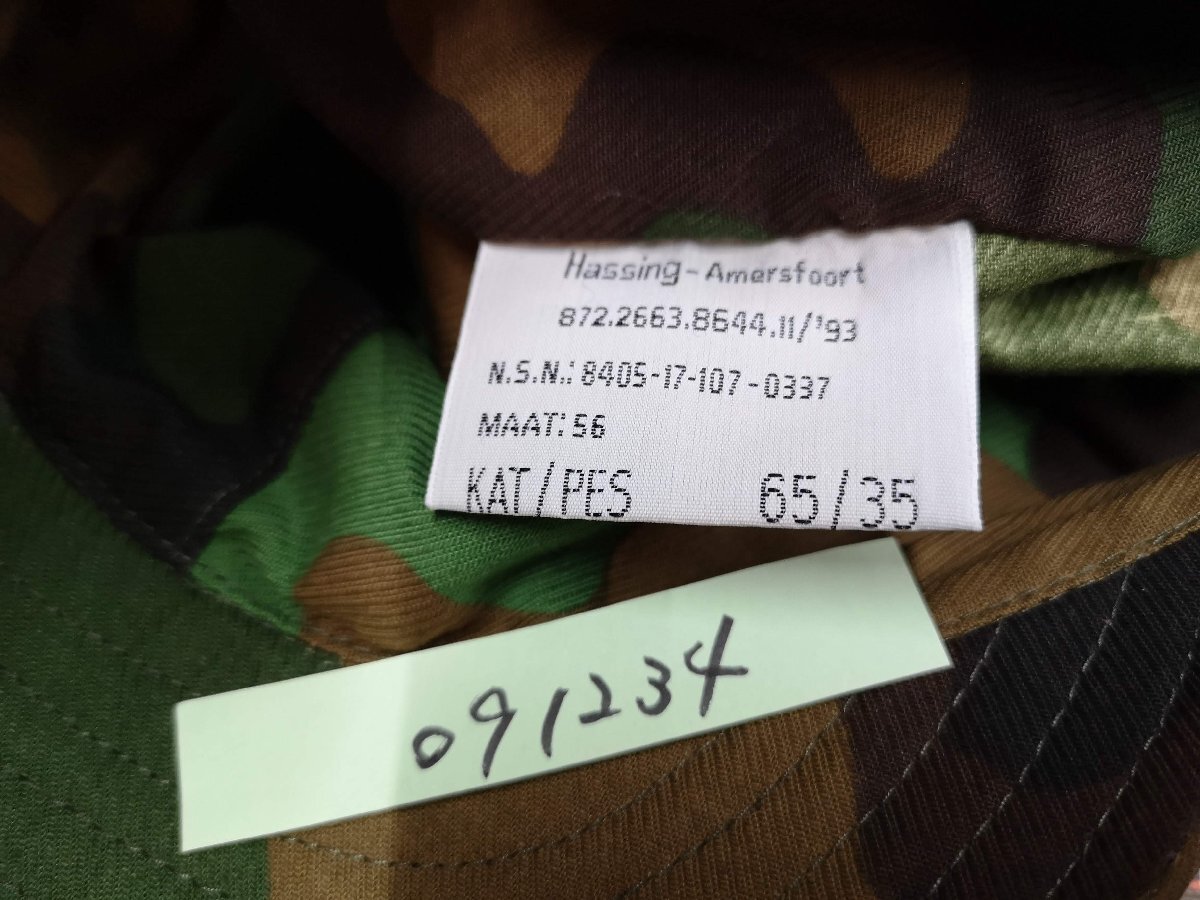 Hassing-Amersfoort
872.2663.8644.11/'93
N.S.N.: 8405-17-107-0337
MAAT: 56
KAT/PES 65/35
091234